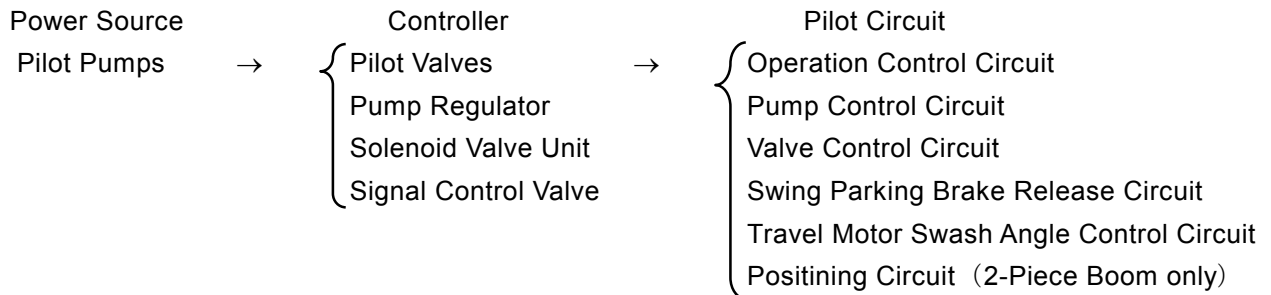 Power Source Controller Pilot Circuit
Pilot Pumps → Pilot Valves → Operation Control Circuit
Pump Regulator Pump Control Circuit
Solenoid Valve Unit Valve Control Circuit
Signal Control Valve Swing Parking Brake Release Circuit
Travel Motor Swash Angle Control Circuit
Positining Circuit（2-Piece Boom only）